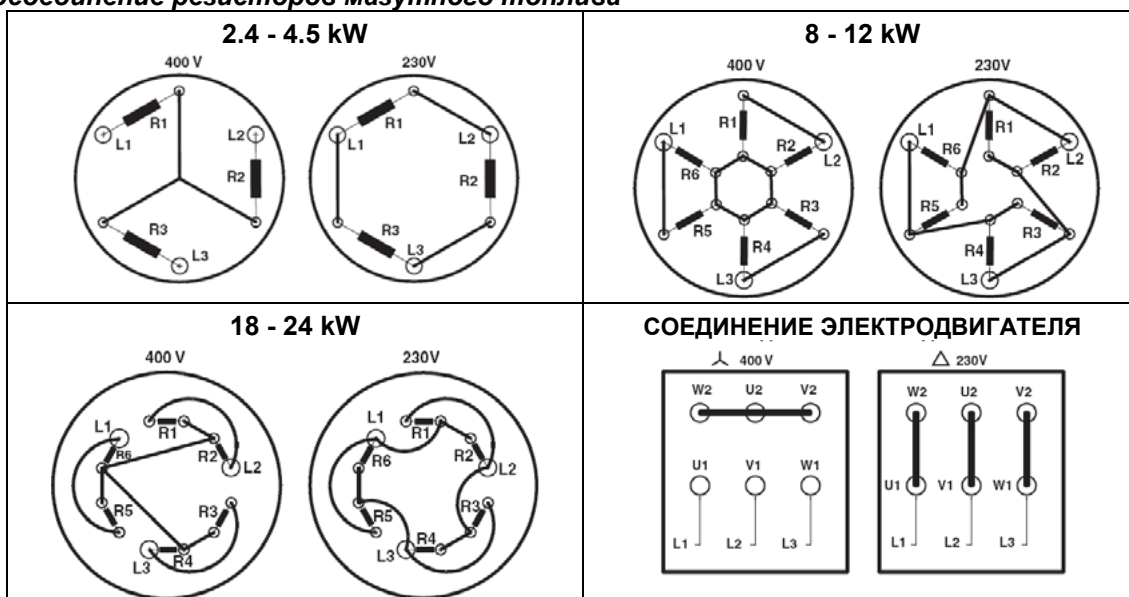 соединение резисторов мазутного топлива
2.4 - 4.5 kW
400 V
230V
R1
L1
L2
R2
R3
L3
R1
L1
L2
R2
R3
L3
8 - 12 kW
400 V
230V
L1
R1
R2
L2
R6
R5
R3
R4
L3
L1
R1
R6
R2
L2
R5
R3
R4
L3
18 - 24 kW
400 V
230V
L1
R1
R6
R2
L2
R5
R3
L3
R4
L1
R1
R6
R2
L2
R5
R3
L3
R4
СОЕДИНЕНИЕ ЭЛЕКТРОДВИГАТЕЛЯ
400 V
W2 U2 V2
U1 V1 W1
L1 L2 L3
230V
W2 U2 V2
U1 V1 W1
L1 L2 L3